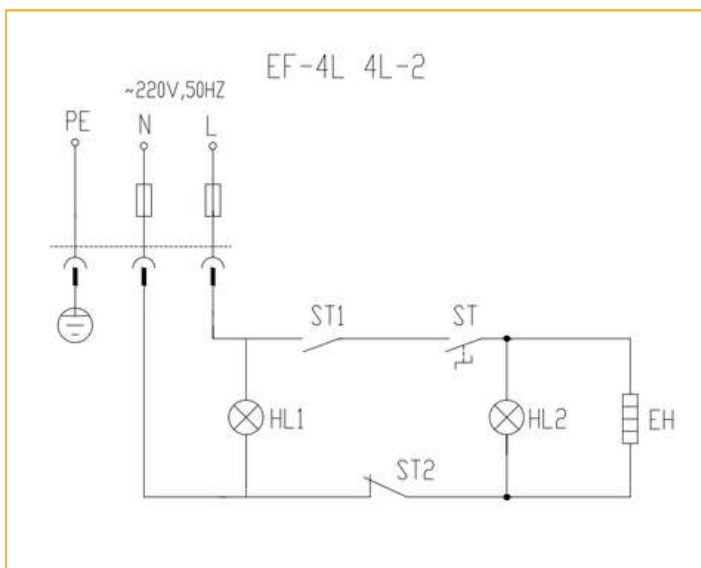 EF-4L 4L-2
~220V,50HZ
PE N L
ST1 ST
HL1 HL2 EH
ST2